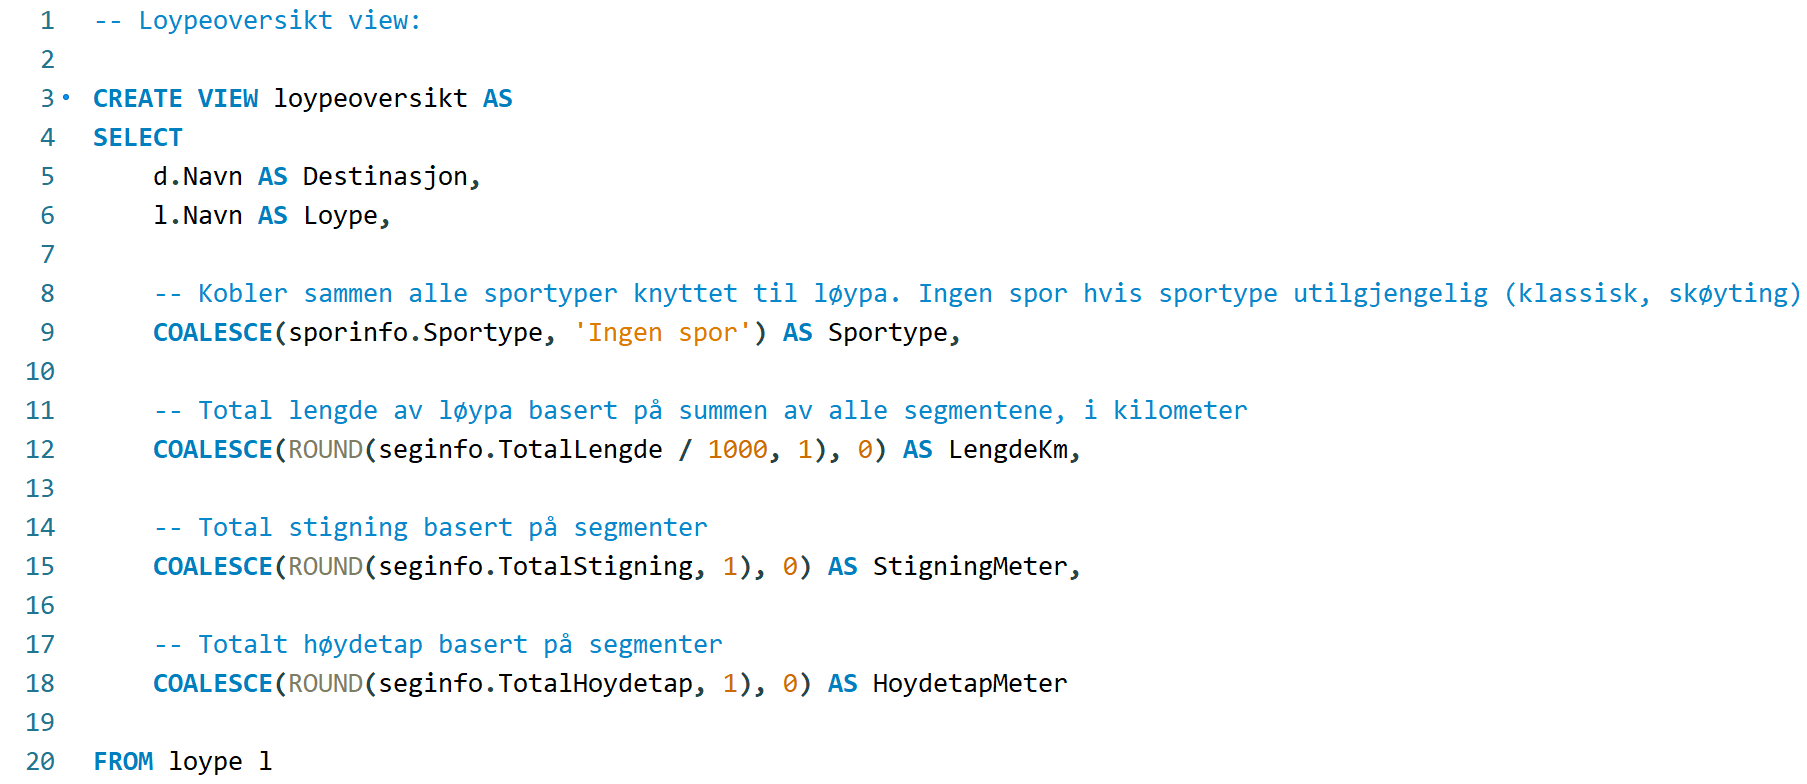 1 -- Loypeoversikt view:
2
3 CREATE VIEW loypeoversikt AS
4 SELECT
5 d.Navn AS Destinasjon,
6 l.Navn AS Loype,
7
8 -- Kobler sammen alle sportyper knyttet til løypa. Ingen spor hvis sportype utilgjengelig (klassisk, skøyting)
9 COALESCE(sporinfo.Sportype, 'Ingen spor') AS Sportype,
10
11 -- Total lengde av løypa basert på summen av alle segmentene, i kilometer
12 COALESCE(ROUND(seginfo.TotalLengde / 1000, 1), 0) AS LengdeKm,
13
14 -- Total stigning basert på segmenter
15 COALESCE(ROUND(seginfo.TotalStigning, 1), 0) AS StigningMeter,
16
17 -- Totalt høydetap basert på segmenter
18 COALESCE(ROUND(seginfo.TotalHoydetap, 1), 0) AS HoydetapMeter
19
20 FROM loype l